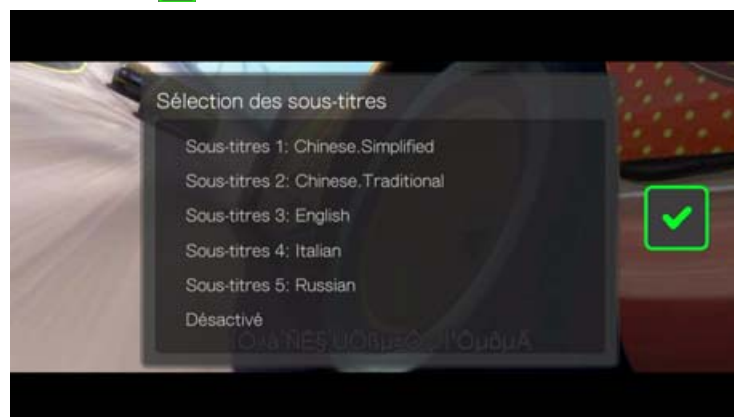 Sélection des sous-titres
Sous-titres 1: Chinese.Simplified
Sous-titres 2: Chinese.Traditional
Sous-titres 3: English
Sous-titres 4: Italian
Sous-titres 5: Russian
Désactivé